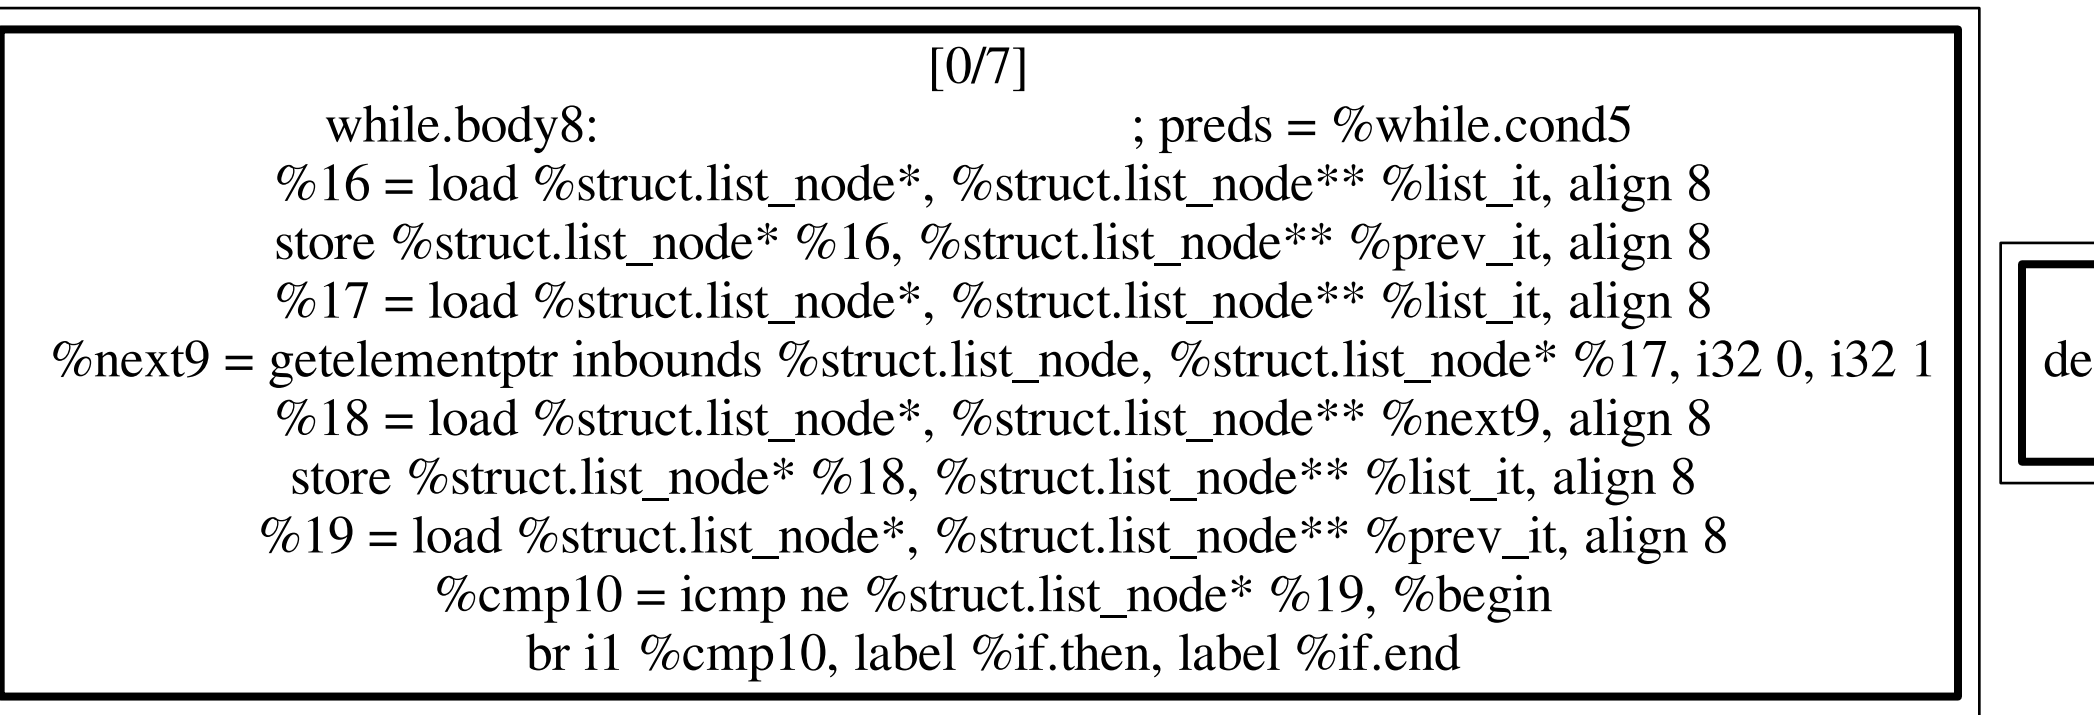 [0/7]
while.body8: ; preds = %while.cond5
%16 = load %struct.list_node*, %struct.list_node** %list_it, align 8
store %struct.list_node* %16, %struct.list_node** %prev_it, align 8
%17 = load %struct.list_node*, %struct.list_node** %list_it, align 8
%next9 = getelementptr inbounds %struct.list_node, %struct.list_node* %17, i32 0, i32 1
%18 = load %struct.list_node*, %struct.list_node** %next9, align 8
store %struct.list_node* %18, %struct.list_node** %list_it, align 8
%19 = load %struct.list_node*, %struct.list_node** %prev_it, align 8
%cmp10 = icmp ne %struct.list_node* %19, %begin
br i1 %cmp10, label %if.then, label %if.end
de